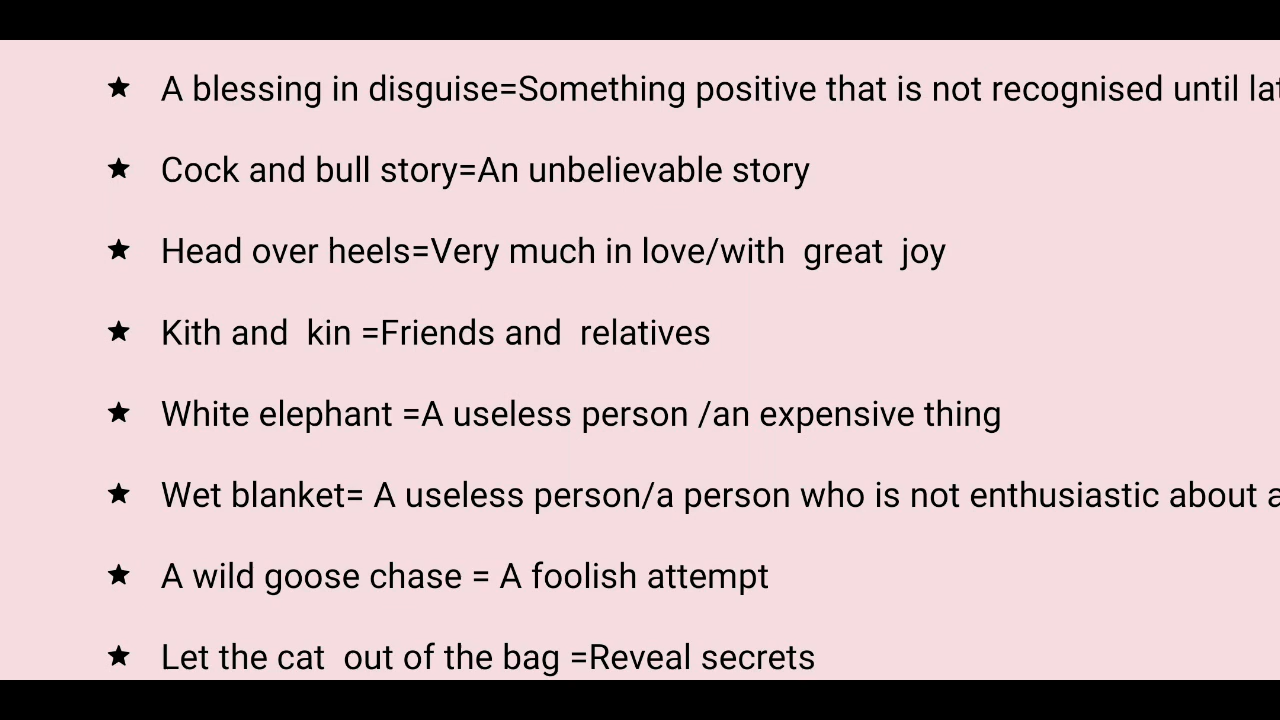 ★ A blessing in disguise=Something positive that is not recognised until
★ Cock and bull story=An unbelievable story
★ Head over heels=Very much in love/with  great  joy
★ Kith and  kin =Friends and  relatives
★ White elephant =A useless person /an expensive thing
★ Wet blanket= A useless person/a person who is not enthusiastic about
★ A wild goose chase = A foolish attempt
★ Let the cat  out of the bag =Reveal secrets